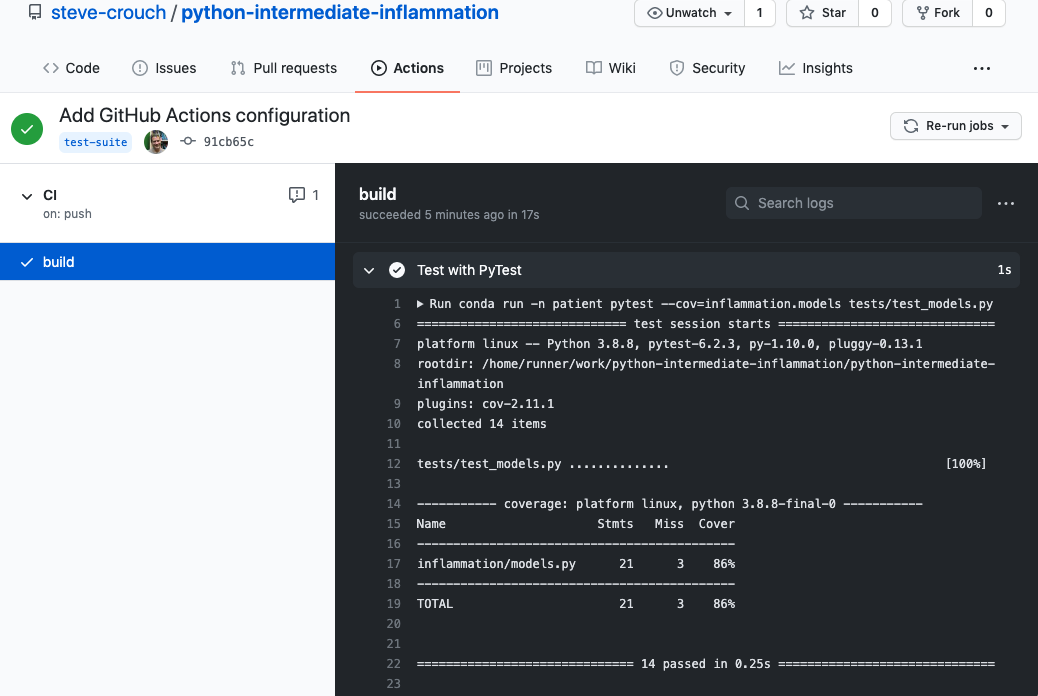 steve-crouch / python-intermediate-inflammation
Unwatch 1 Star 0 Fork 0
Code Issues Pull requests Actions Projects Wiki Security Insights ...
Add GitHub Actions configuration
test-suite 91cb65c
Re-run jobs
CI 1
on: push
build
build
succeeded 5 minutes ago in 17s
Search logs
Test with PyTest 1s
1 Run conda run -n patient pytest --cov=inflammation.models tests/test_models.py
6 ============================= test session starts ==============================
7 platform linux -- Python 3.8.8, pytest-6.2.3, py-1.10.0, pluggy-0.13.1
8 rootdir: /home/runner/work/python-intermediate-inflammation/python-intermediate-
inflammation
9 plugins: cov-2.11.1
10 collected 14 items
11
12 tests/test_models.py .............. [100%]
13
14 ----------- coverage: platform linux, python 3.8.8-final-0 -----------
15 Name Stmts Miss Cover
16 --------------------------------------------
17 inflammation/models.py 21 3 86%
18 --------------------------------------------
19 TOTAL 21 3 86%
20
21
22 ============================== 14 passed in 0.25s ==============================
23